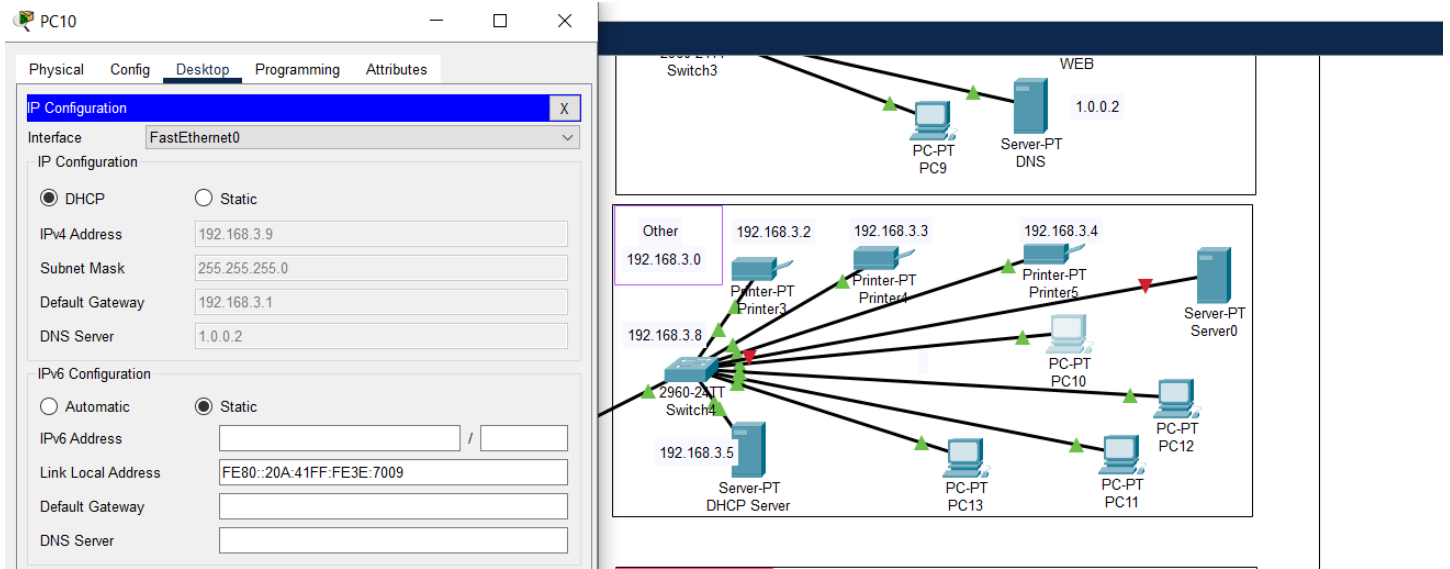 PC10
Physical Config Desktop Programming Attributes
IP Configuration X
Interface FastEthernet0
IP Configuration
DHCP Static
IPv4 Address 192.168.3.9
Subnet Mask 255.255.255.0
Default Gateway 192.168.3.1
DNS Server 1.0.0.2
IPv6 Configuration
Automatic Static
IPv6 Address /
Link Local Address FE80::20A:41FF:FE3E:7009
Default Gateway
DNS Server
Switch3
WEB
1.0.0.2
PC-PT
PC9
Server-PT
DNS
Other
192.168.3.0
192.168.3.2
192.168.3.3
192.168.3.4
Printer-PT
Printer3
Printer-PT
Printer4
Printer-PT
Printer5
Server-PT
Server0
192.168.3.8
PC-PT
PC10
2960-24TT
Switch4
PC-PT
PC12
192.168.3.5
Server-PT
DHCP Server
PC-PT
PC13
PC-PT
PC11